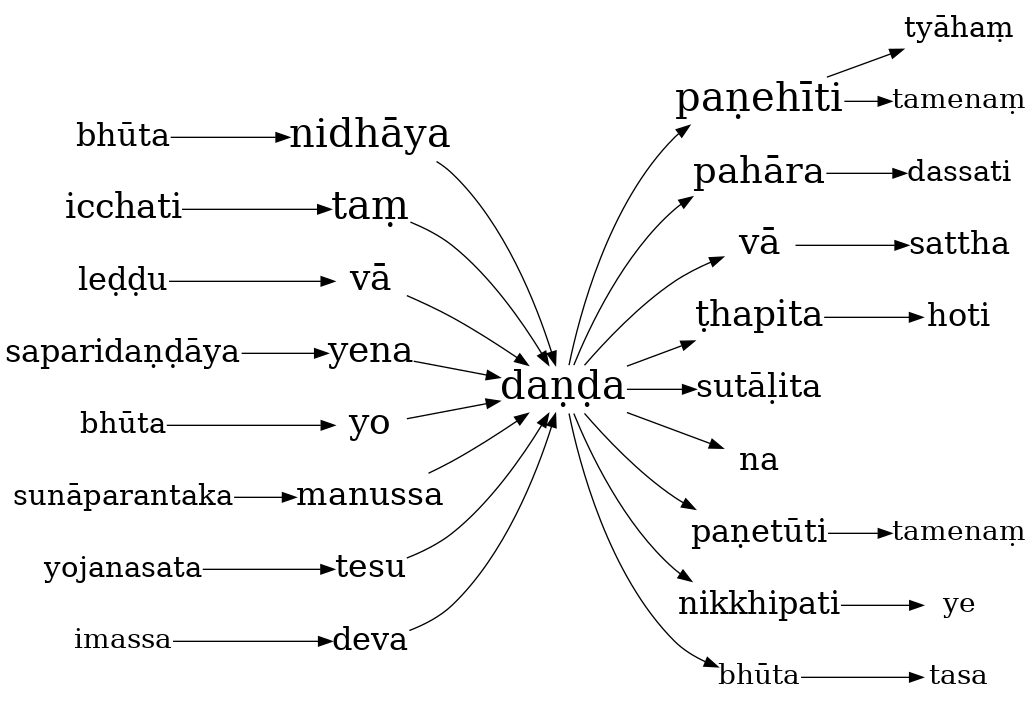 tyāhaṃ
paṇehīti tamenaṃ
bhūta nidhāya
pahāra dassati
icchati taṃ
vā sattha
leḍḍu vā
ṭhapita hoti
saparidaṇḍāya yena
daṇḍa sutāḷita
bhūta yo
na
sunāparantaka manussa
paṇetūti tamenaṃ
yojanasata tesu
nikkhipati ye
imassa deva
bhūta tasa